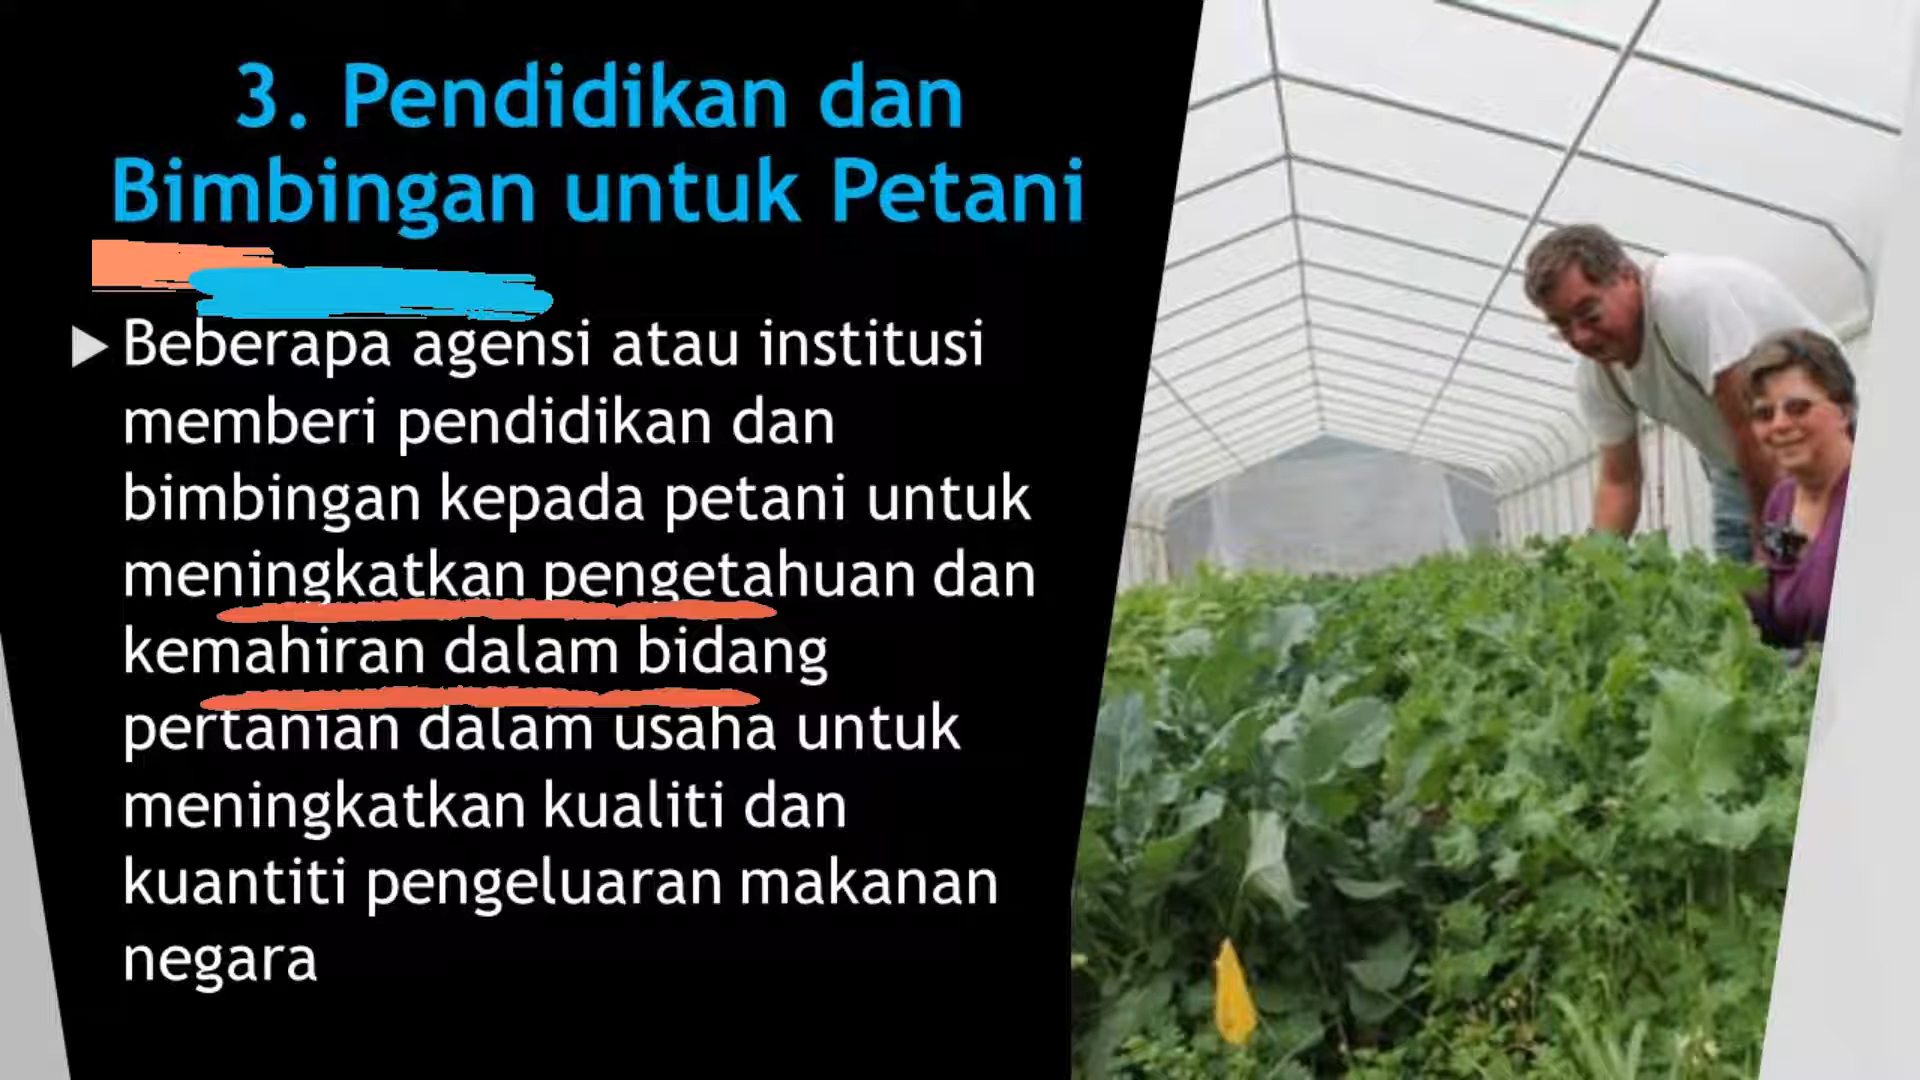 3. Pendidikan dan
Bimbingan untuk Petani
Beberapa agensi atau institusi
memberi pendidikan dan
bimbingan kepada petani untuk
meningkatkan pengetahuan dan
kemahiran dalam bidang
pertanian dalam usaha untuk
meningkatkan kualiti dan
kuantiti pengeluaran makanan
negara